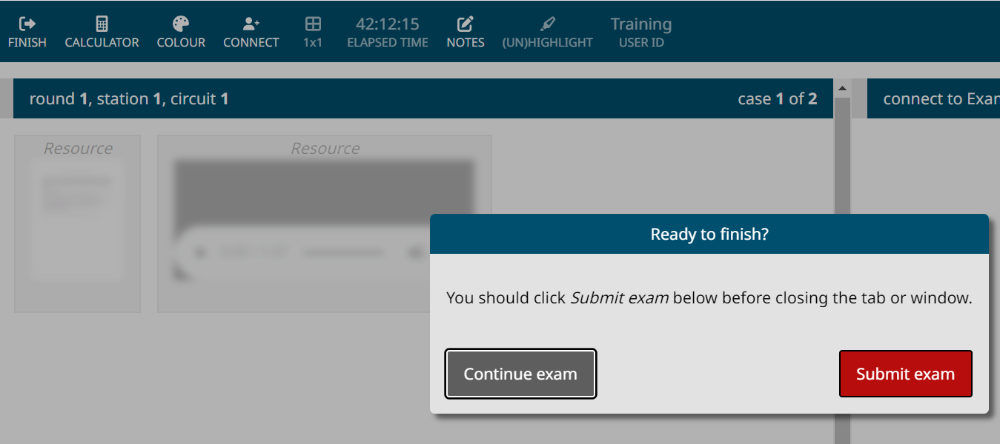 FINISH
CALCULATOR
COLOUR
CONNECT
1x1
42:12:15
ELAPSED TIME
NOTES
(UN)HIGHLIGHT
Training
USER ID
round 1, station 1, circuit 1
case 1 of 2
connect to Exam
Resource
Resource
Ready to finish?
You should click Submit exam below before closing the tab or window.
Continue exam
Submit exam